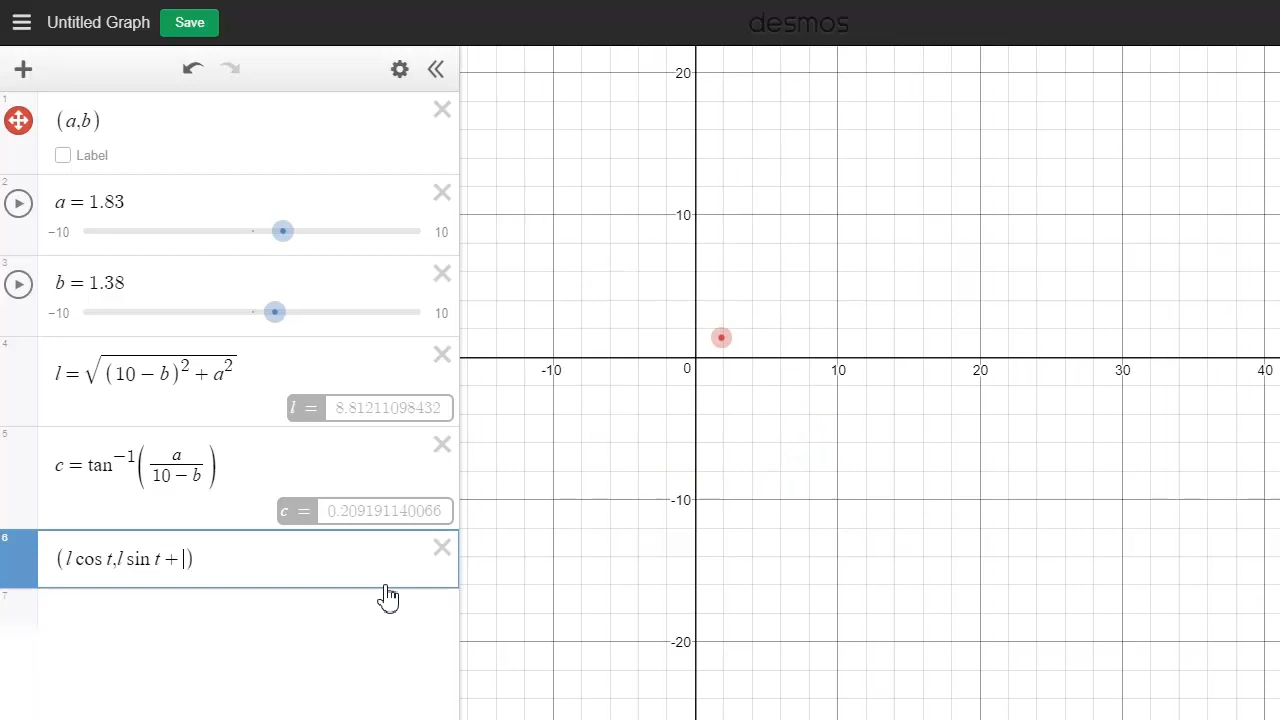 Untitled Graph Save desmos
1
(a,b)
Label
2
a = 1.83
−10 10
3
b = 1.38
−10 10
4
l = √(10 − b)² + a²
l = 8.81211098432
5
c = tan⁻¹(a/(10 − b))
c = 0.209191140066
6
(l cos t,l sin t + )
7
20
10
-10 0 10 20 30 40
-10
-20